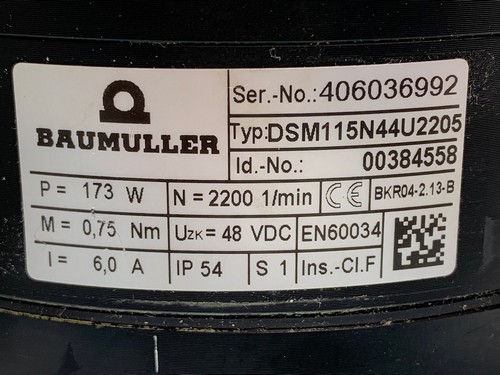 BAUMULLER
Ser.-No.:406036992
Typ:DSM115N44U2205
Id.-No.: 00384558
P = 173 W N = 2200 1/min CE BKR04-2.13-B
M = 0,75 Nm Uzk = 48 VDC EN60034
I = 6,0 A IP 54 S 1 Ins.-Cl.F